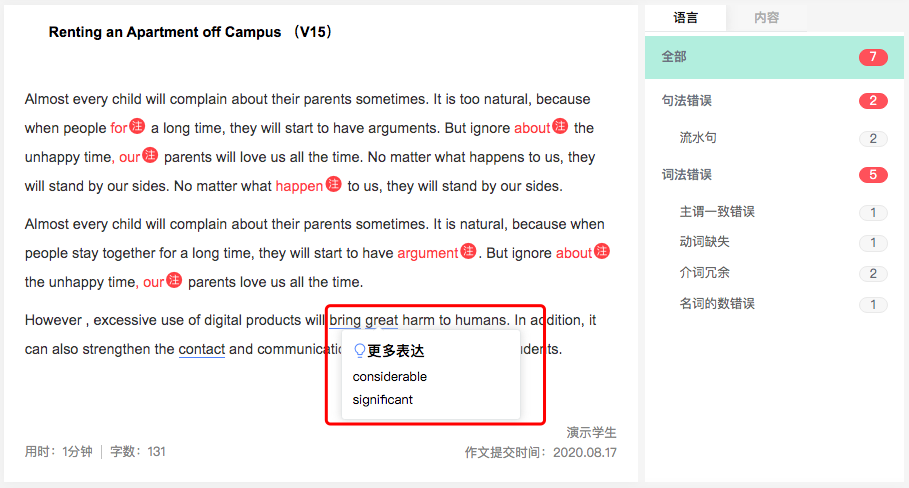 Renting an Apartment off Campus （V15）
Almost every child will complain about their parents sometimes. It is too natural, because
when people for注 a long time, they will start to have arguments. But ignore about注 the
unhappy time, our注 parents will love us all the time. No matter what happens to us, they
will stand by our sides. No matter what happen注 to us, they will stand by our sides.
Almost every child will complain about their parents sometimes. It is natural, because when
people stay together for a long time, they will start to have argument注. But ignore about注
the unhappy time, our注 parents love us all the time.
However , excessive use of digital products will bring great harm to humans. In addition, it
can also strengthen the contact and communicatio udents.
更多表达
considerable
significant
演示学生
用时：1分钟 | 字数：131
作文提交时间：2020.08.17
语言 内容
全部 7
句法错误 2
流水句 2
词法错误 5
主谓一致错误 1
动词缺失 1
介词冗余 2
名词的数错误 1